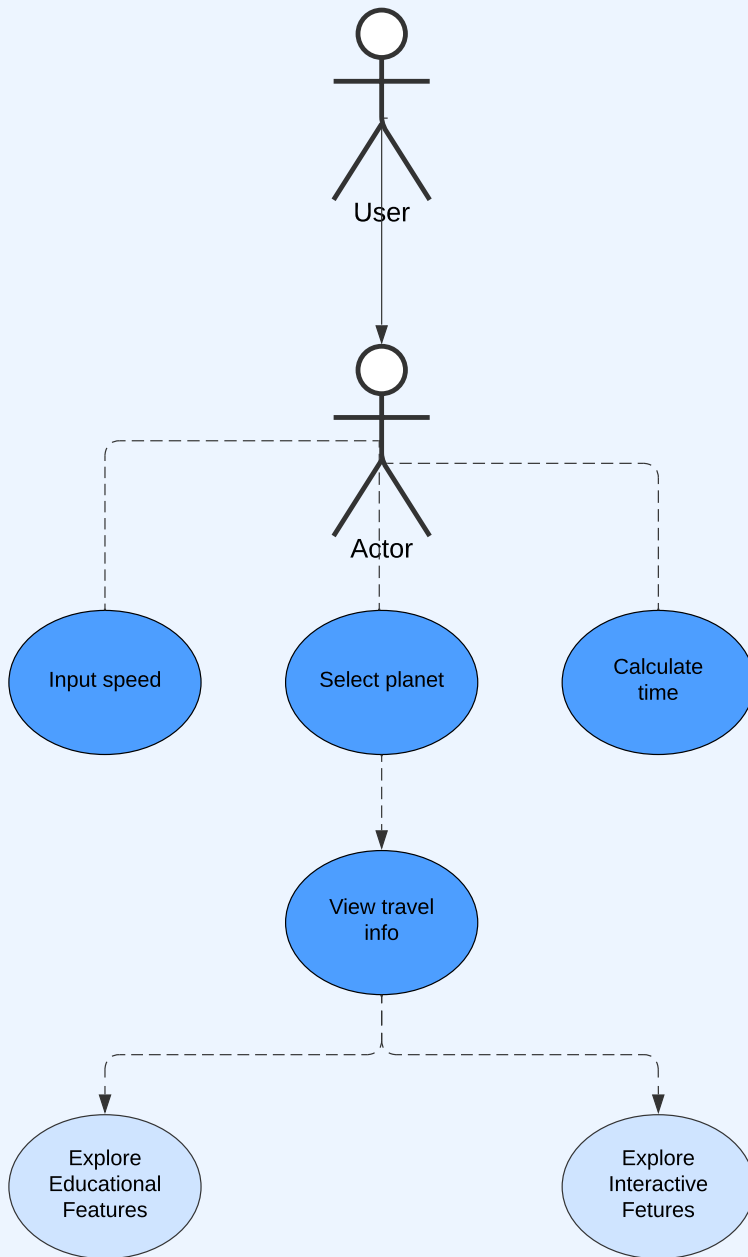 User
Actor
Input speed
Select planet
Calculate
time
View travel
info
Explore
Educational
Features
Explore
Interactive
Fetures